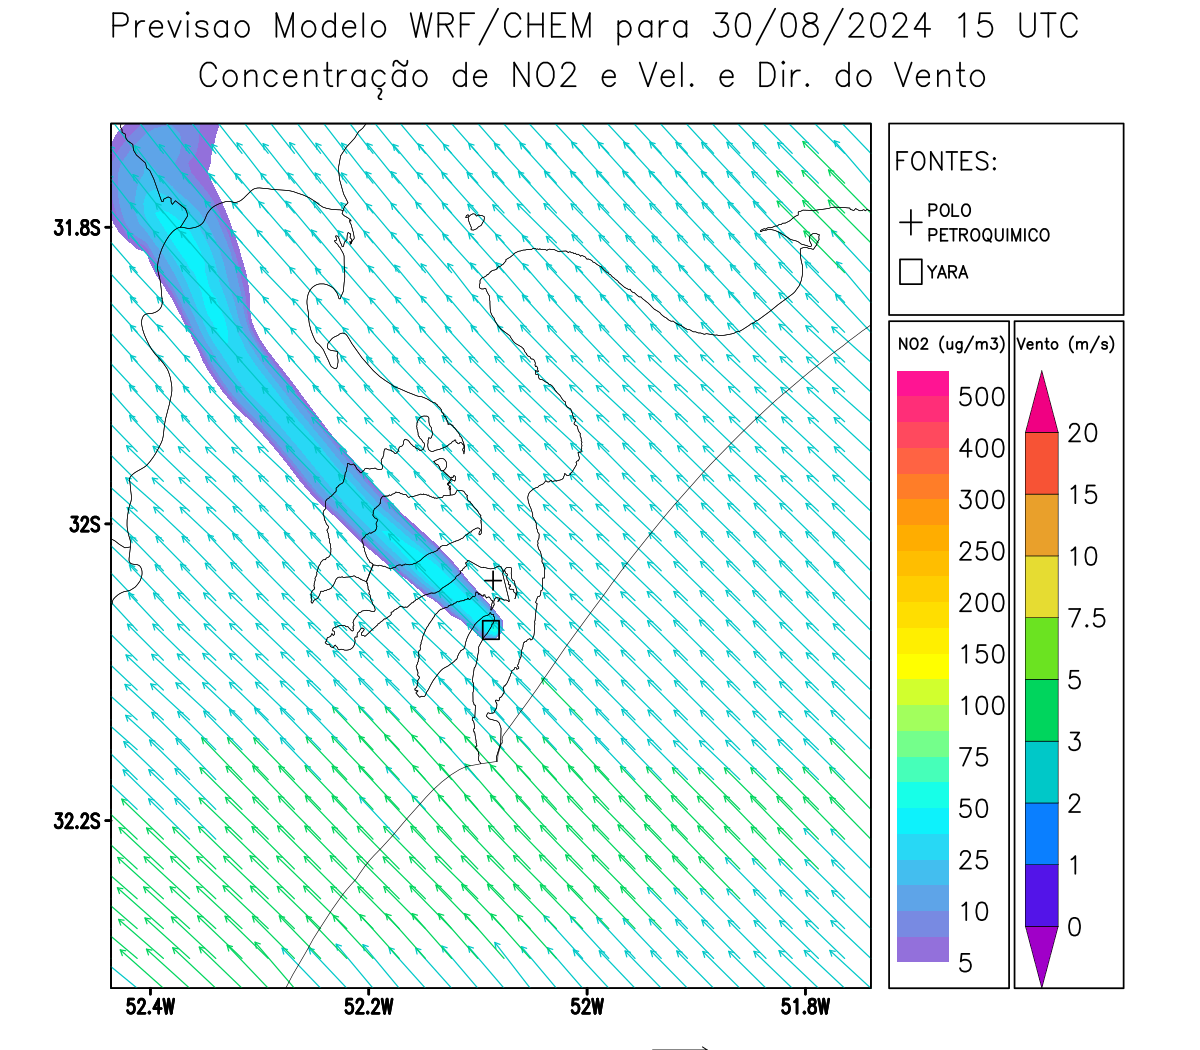 Previsao Modelo WRF/CHEM para 30/08/2024 15 UTC
Concentração de NO2 e Vel. e Dir. do Vento
FONTES:
POLO
PETROQUIMICO
YARA
31.8S
32S
32.2S
52.4W
52.2W
52W
51.8W
NO2 (ug/m3)
500
400
300
250
200
150
100
75
50
25
10
5
Vento (m/s)
20
15
10
7.5
5
3
2
1
0